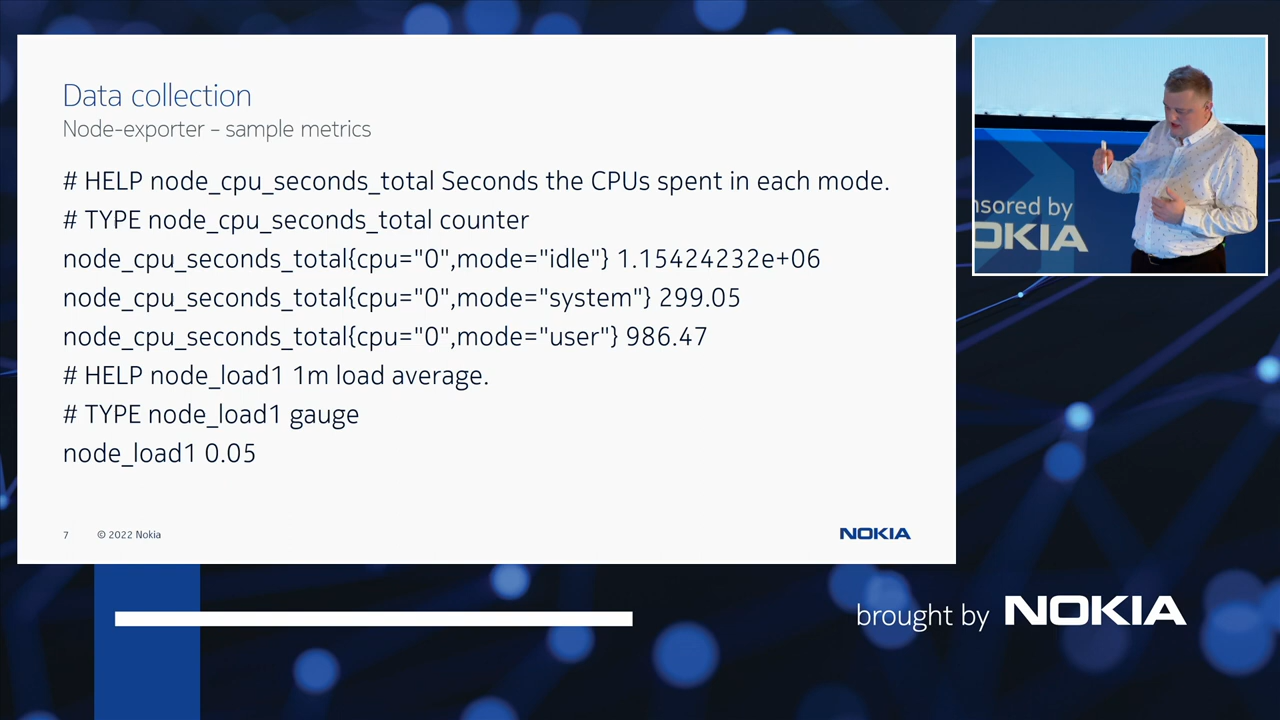 Data collection
Node-exporter – sample metrics
# HELP node_cpu_seconds_total Seconds the CPUs spent in each mode.
# TYPE node_cpu_seconds_total counter
node_cpu_seconds_total{cpu="0",mode="idle"} 1.15424232e+06
node_cpu_seconds_total{cpu="0",mode="system"} 299.05
node_cpu_seconds_total{cpu="0",mode="user"} 986.47
# HELP node_load1 1m load average.
# TYPE node_load1 gauge
node_load1 0.05
7 © 2022 Nokia
NOKIA
nsored by
OKIA
brought by NOKIA